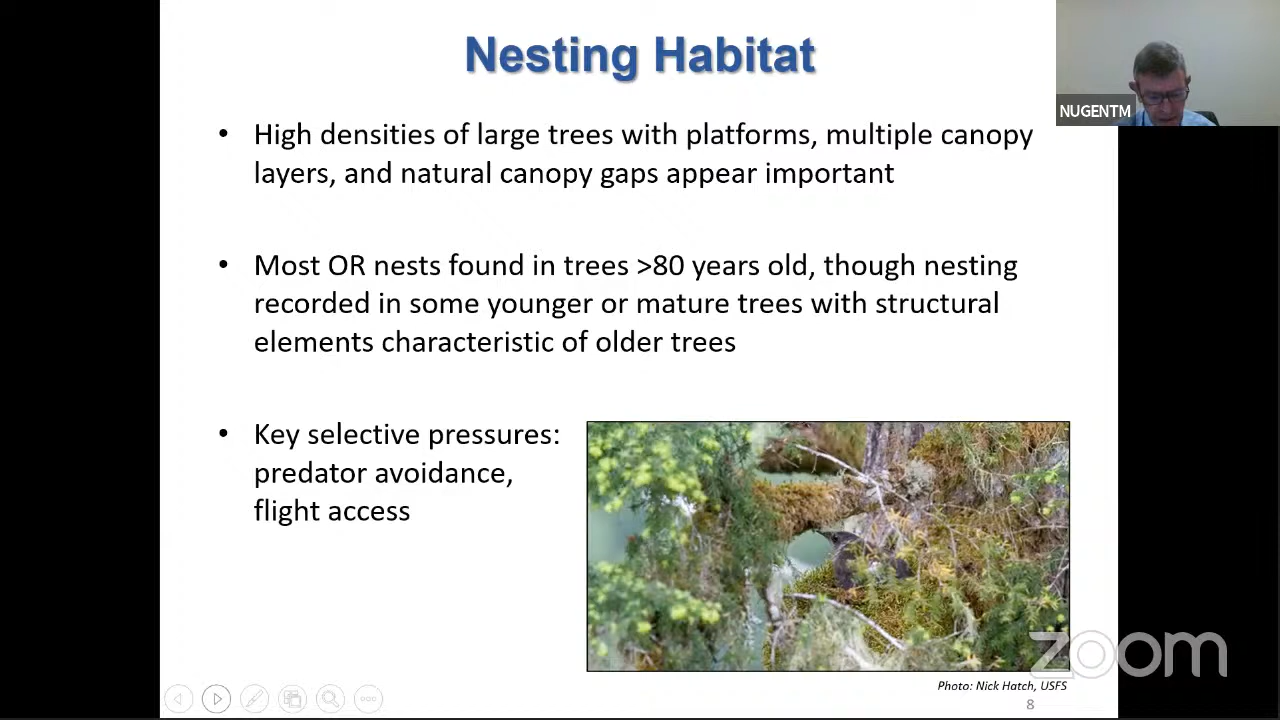 Nesting Habitat
NUGENTM
• High densities of large trees with platforms, multiple canopy
layers, and natural canopy gaps appear important
• Most OR nests found in trees >80 years old, though nesting
recorded in some younger or mature trees with structural
elements characteristic of older trees
• Key selective pressures:
predator avoidance,
flight access
zoom
Photo: Nick Hatch, USFS
8